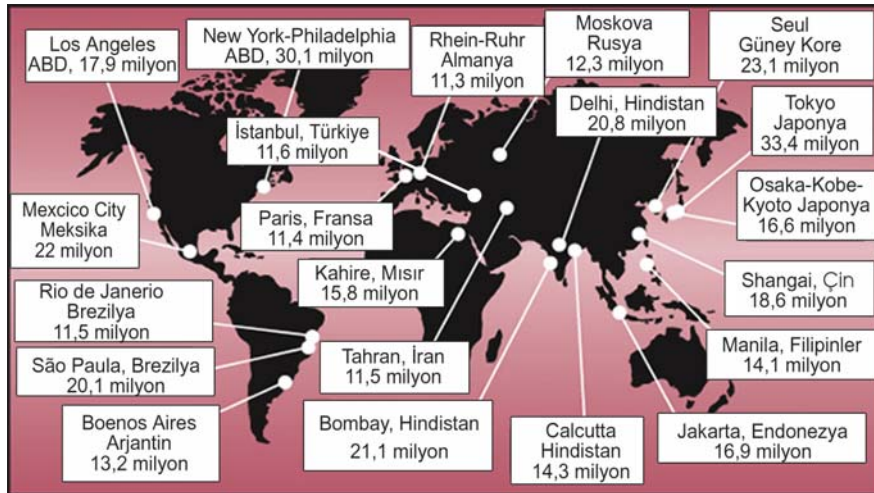 Los Angeles
ABD, 17,9 milyon
New York-Philadelphia
ABD, 30,1 milyon
Rhein-Ruhr
Almanya
11,3 milyon
Moskova
Rusya
12,3 milyon
Seul
Güney Kore
23,1 milyon
Delhi, Hindistan
20,8 milyon
Tokyo
Japonya
33,4 milyon
İstanbul, Türkiye
11,6 milyon
Osaka-Kobe-
Kyoto Japonya
16,6 milyon
Mexcico City
Meksika
22 milyon
Paris, Fransa
11,4 milyon
Kahire, Mısır
15,8 milyon
Shangai, Çin
18,6 milyon
Rio de Janerio
Brezilya
11,5 milyon
São Paula, Brezilya
20,1 milyon
Tahran, İran
11,5 milyon
Manila, Filipinler
14,1 milyon
Boenos Aires
Arjantin
13,2 milyon
Bombay, Hindistan
21,1 milyon
Calcutta
Hindistan
14,3 milyon
Jakarta, Endonezya
16,9 milyon